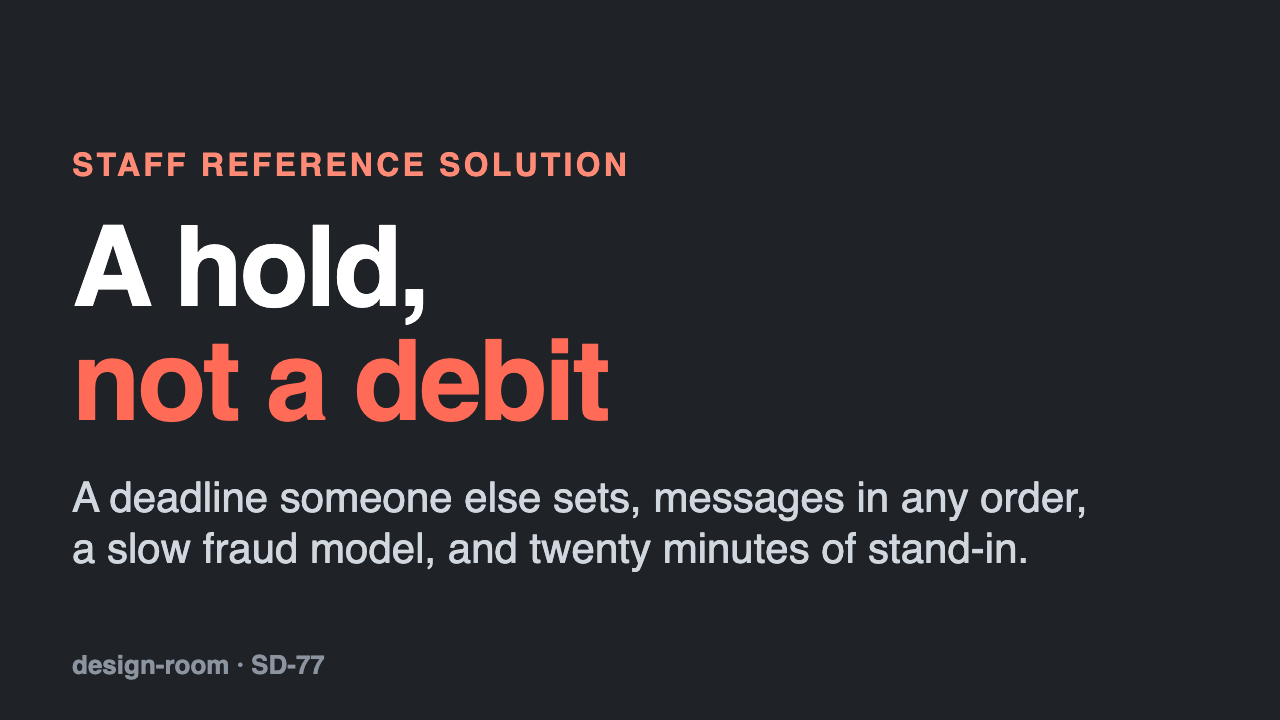 STAFF REFERENCE SOLUTION
A hold,
not a debit
A deadline someone else sets, messages in any order,
a slow fraud model, and twenty minutes of stand-in.
design-room · SD-77